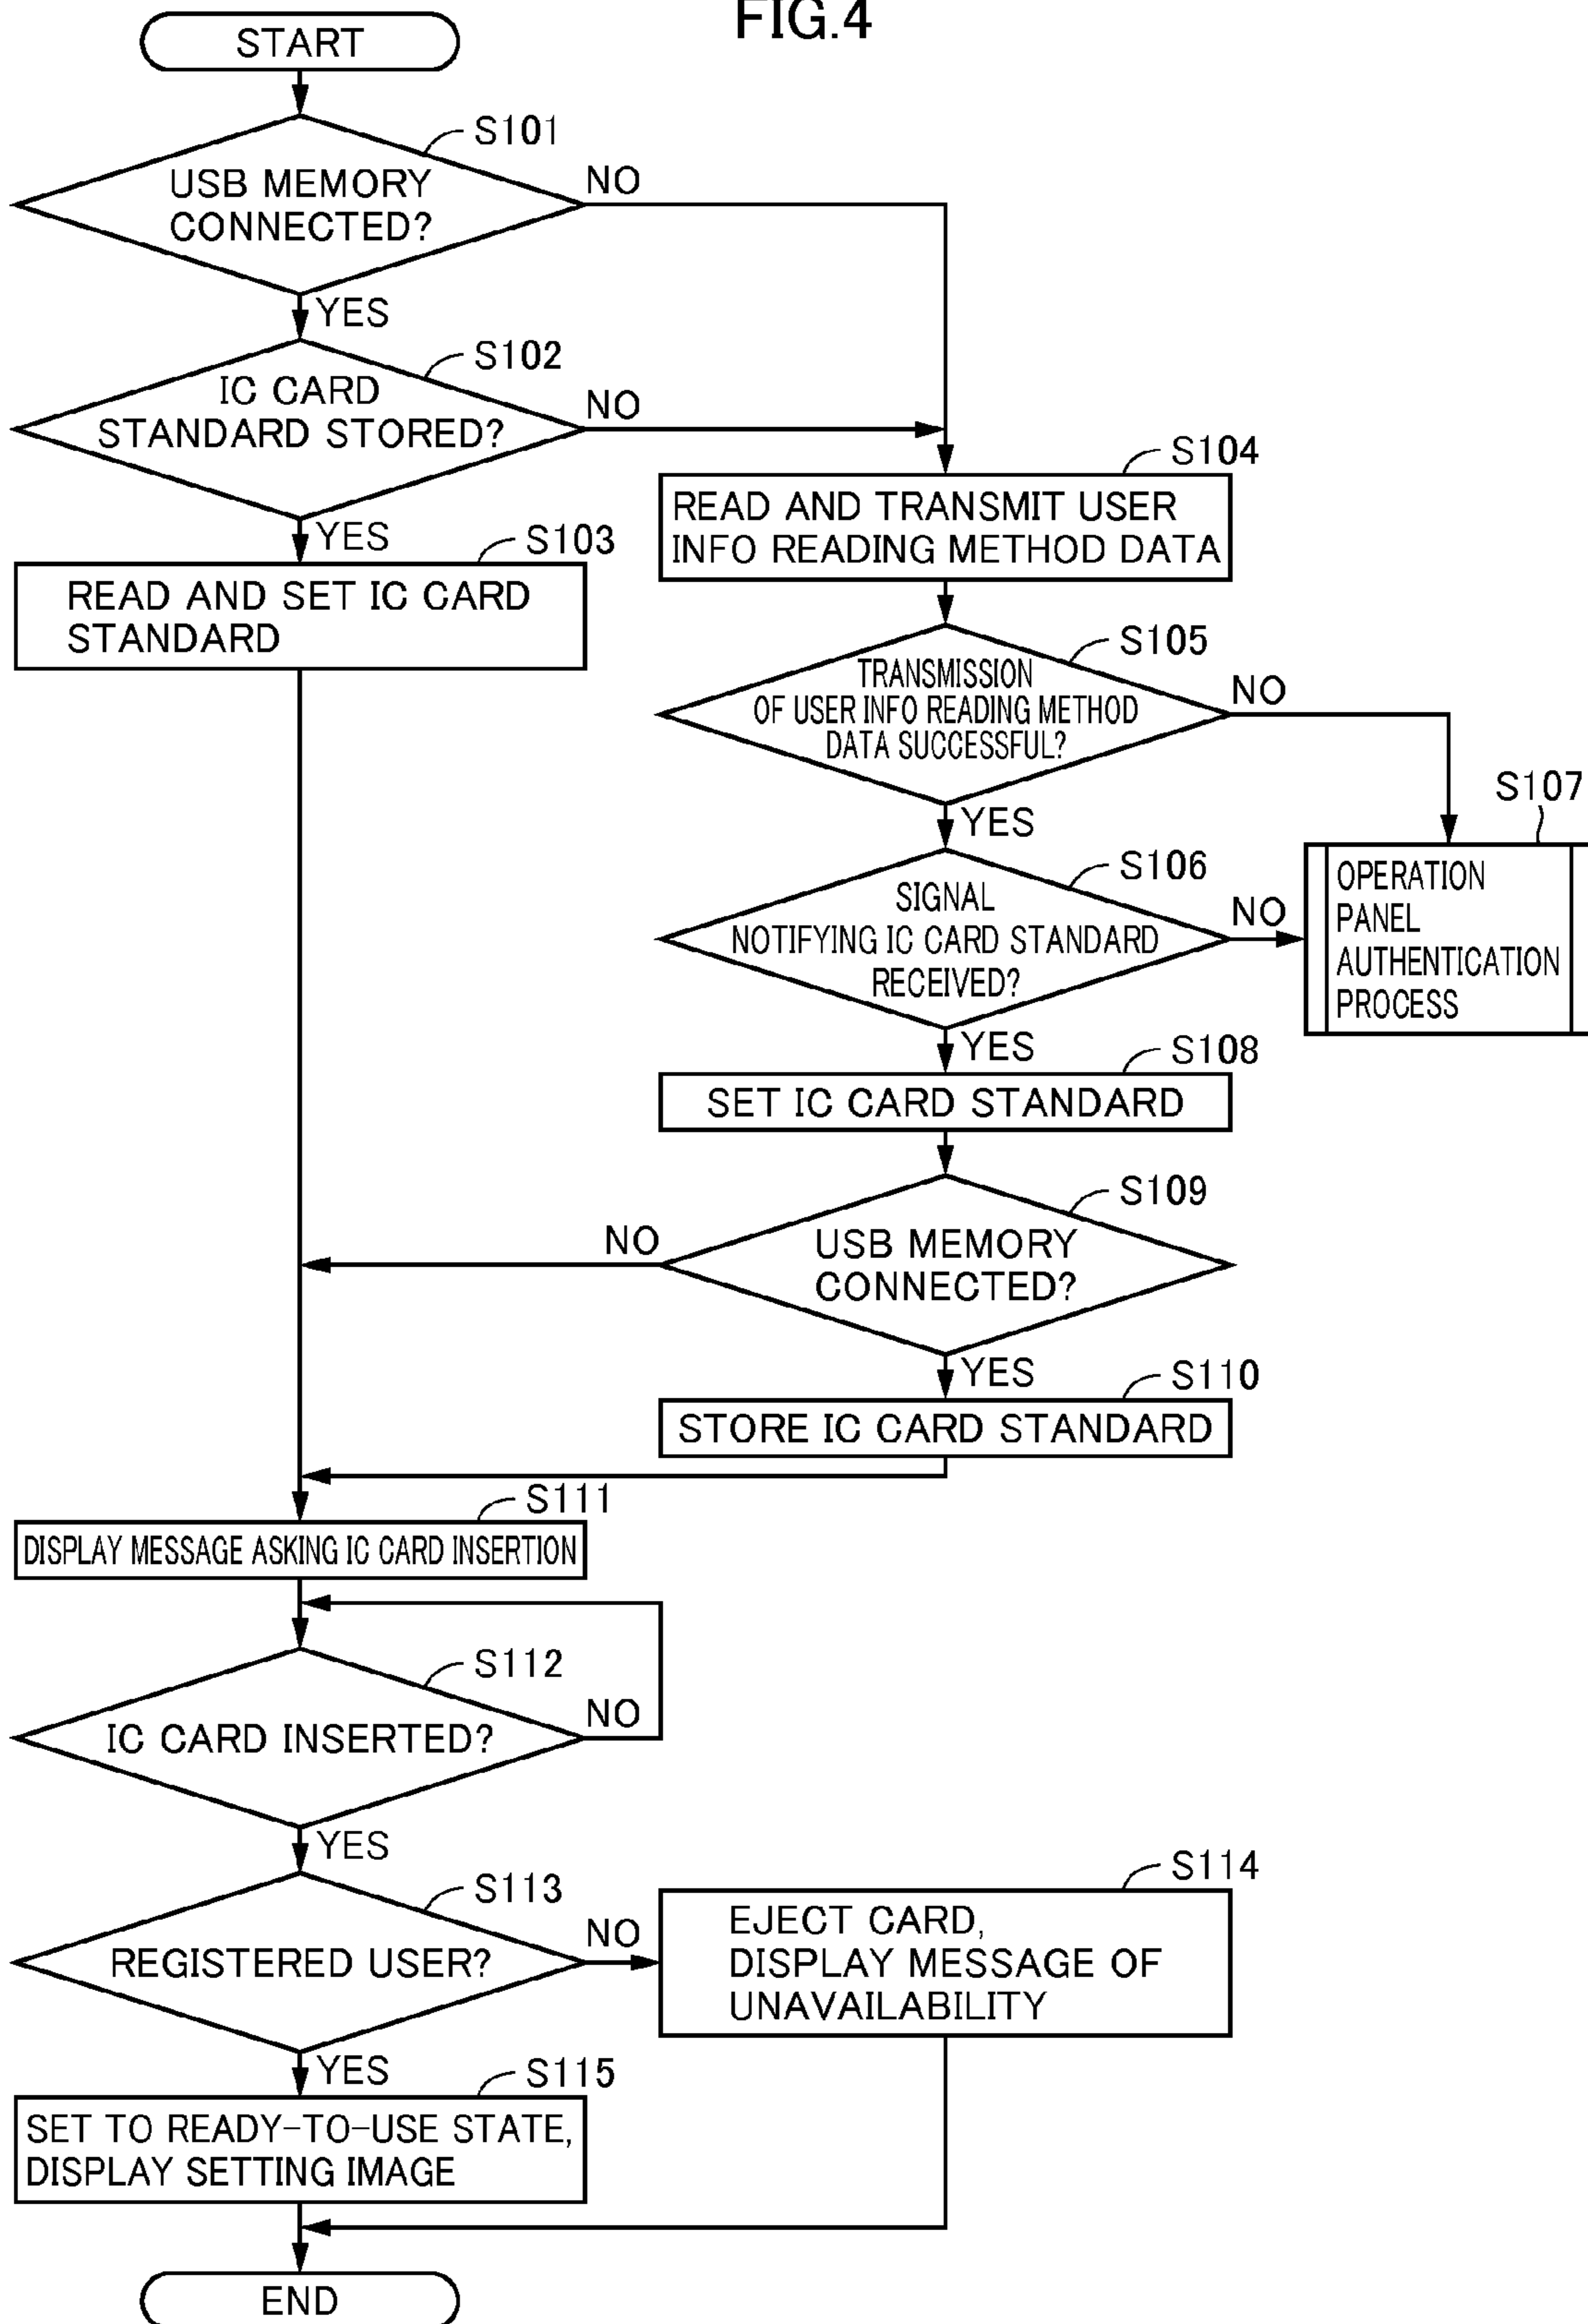 FIG.4
START
S101
USB MEMORY
CONNECTED?
NO
YES
S102
IC CARD
STANDARD STORED?
NO
YES
S103
READ AND SET IC CARD
STANDARD
S104
READ AND TRANSMIT USER
INFO READING METHOD DATA
S105
TRANSMISSION
OF USER INFO READING METHOD
DATA SUCCESSFUL?
NO
YES
S106
SIGNAL
NOTIFYING IC CARD STANDARD
RECEIVED?
NO
YES
S107
OPERATION
PANEL
AUTHENTICATION
PROCESS
S108
SET IC CARD STANDARD
S109
USB MEMORY
CONNECTED?
NO
YES
S110
STORE IC CARD STANDARD
S111
DISPLAY MESSAGE ASKING IC CARD INSERTION
S112
IC CARD INSERTED?
NO
YES
S113
REGISTERED USER?
NO
YES
S114
EJECT CARD,
DISPLAY MESSAGE OF
UNAVAILABILITY
S115
SET TO READY-TO-USE STATE,
DISPLAY SETTING IMAGE
END